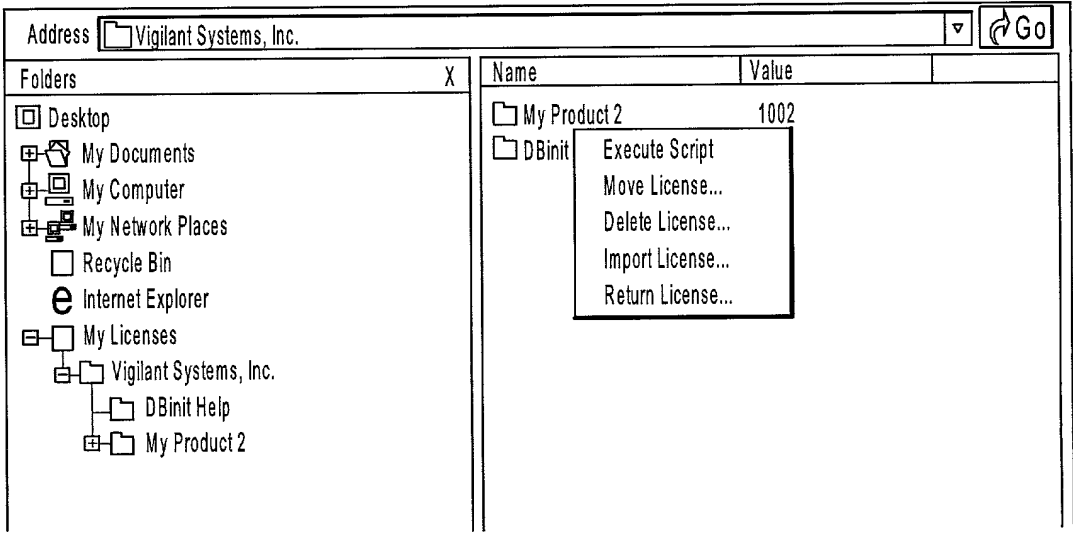 Address Vigilant Systems, Inc. Go
Folders X
Desktop
My Documents
My Computer
My Network Places
Recycle Bin
e Internet Explorer
My Licenses
Vigilant Systems, Inc.
DBinit Help
My Product 2
Name Value
My Product 2 1002
DBinit
Execute Script
Move License...
Delete License...
Import License...
Return License...